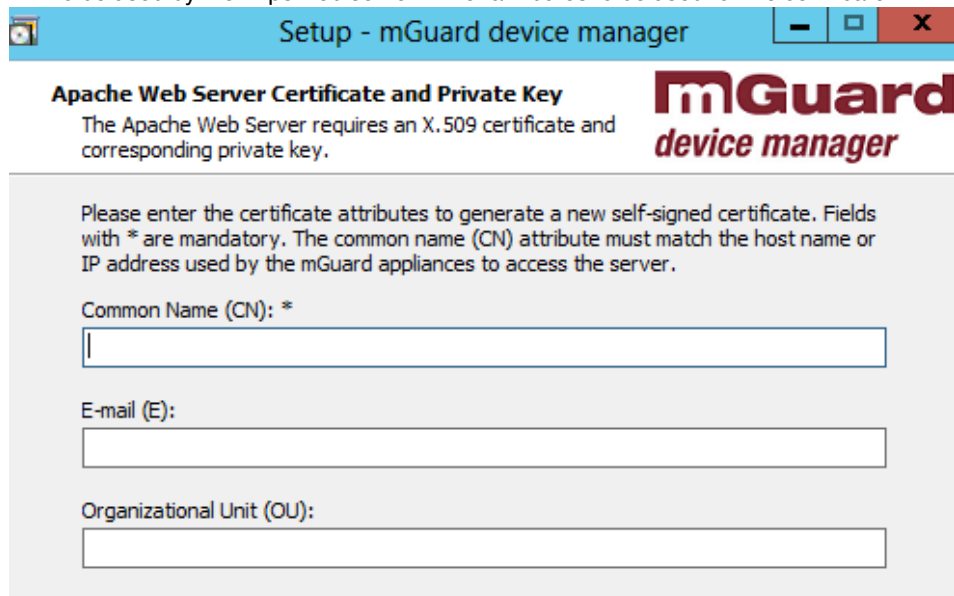 Setup - mGuard device manager
Apache Web Server Certificate and Private Key
The Apache Web Server requires an X.509 certificate and
corresponding private key.
mGuard
device manager
Please enter the certificate attributes to generate a new self-signed certificate. Fields
with * are mandatory. The common name (CN) attribute must match the host name or
IP address used by the mGuard appliances to access the server.
Common Name (CN): *
E-mail (E):
Organizational Unit (OU):